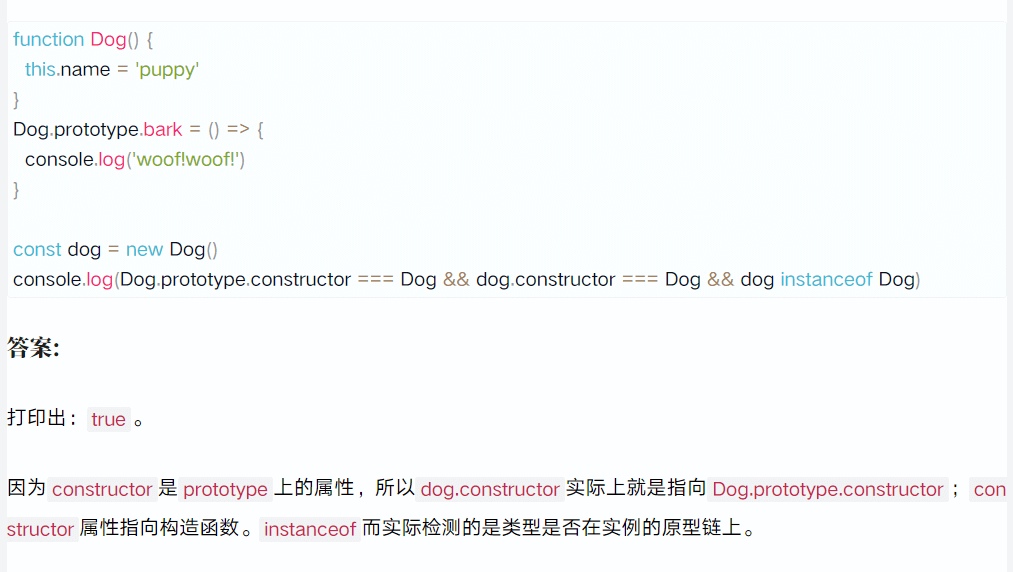 function Dog() {
  this.name = 'puppy'
}
Dog.prototype.bark = () => {
  console.log('woof!woof!')
}
const dog = new Dog()
console.log(Dog.prototype.constructor === Dog && dog.constructor === Dog && dog instanceof Dog)
答案:
打印出： true 。
因为 constructor 是 prototype 上的属性，所以 dog.constructor 实际上就是指向 Dog.prototype.constructor ； con
structor 属性指向构造函数。 instanceof 而实际检测的是类型是否在实例的原型链上。